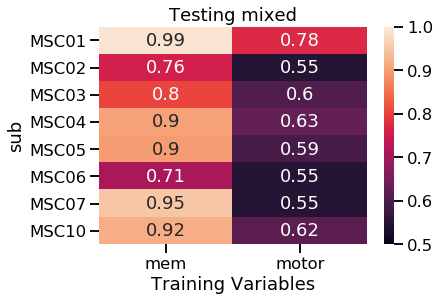 Testing mixed
sub
MSC01 0.99 0.78
MSC02 0.76 0.55
MSC03 0.8 0.6
MSC04 0.9 0.63
MSC05 0.9 0.59
MSC06 0.71 0.55
MSC07 0.95 0.55
MSC10 0.92 0.62
mem motor
Training Variables
1.0
0.9
0.8
0.7
0.6
0.5